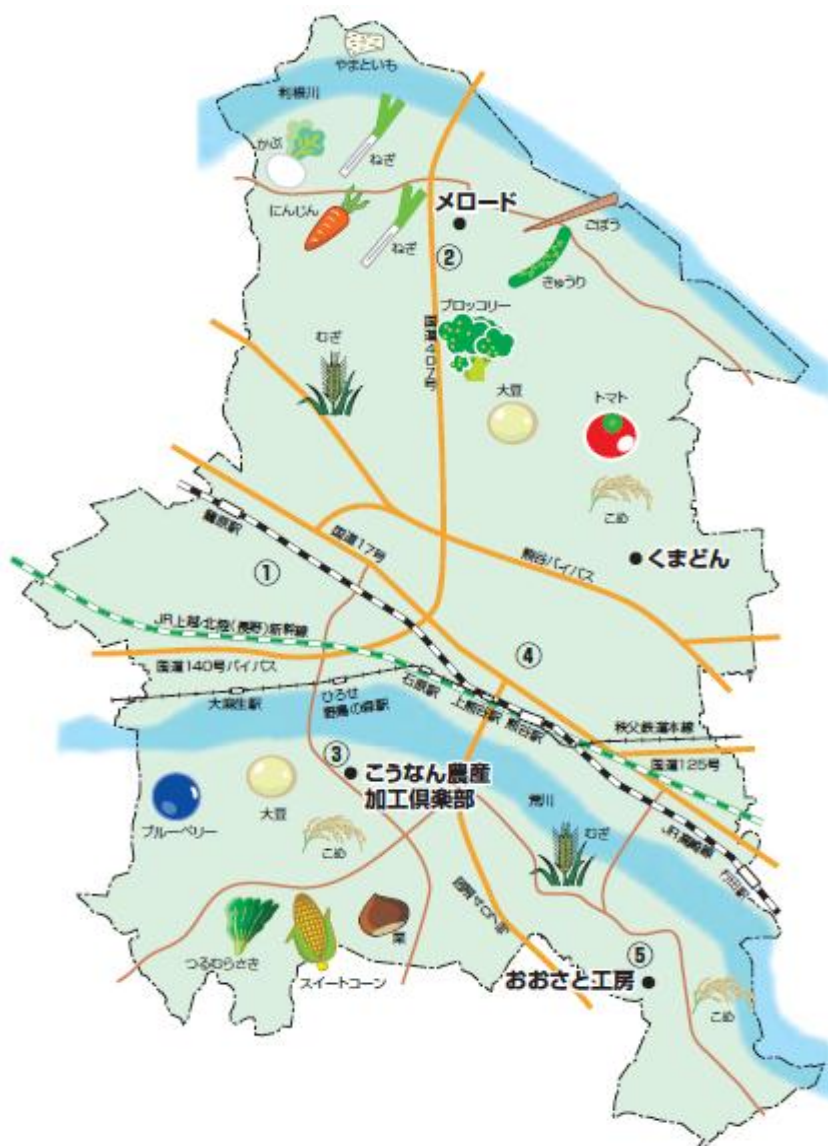 やまといも
利根川
かぶ
ねぎ
にんじん
ねぎ
メロード
ごぼう
②
きゅうり
ブロッコリー
国道407号
むぎ
大豆
トマト
こめ
籠原駅
国道17号
熊谷バイパス
くまどん
①
JR上越・北陸(長野)新幹線
④
国道140号バイパス
石原駅
上熊谷駅
熊谷駅
大麻生駅
ひろせ
野鳥の森駅
秩父鉄道本線
国道125号
③
こうなん農産
加工倶楽部
ブルーベリー
大豆
こめ
荒川
むぎ
JR高崎線
行田駅
国道407号
つるむらさき
スイートコーン
栗
⑤
おおさと工房
こめ